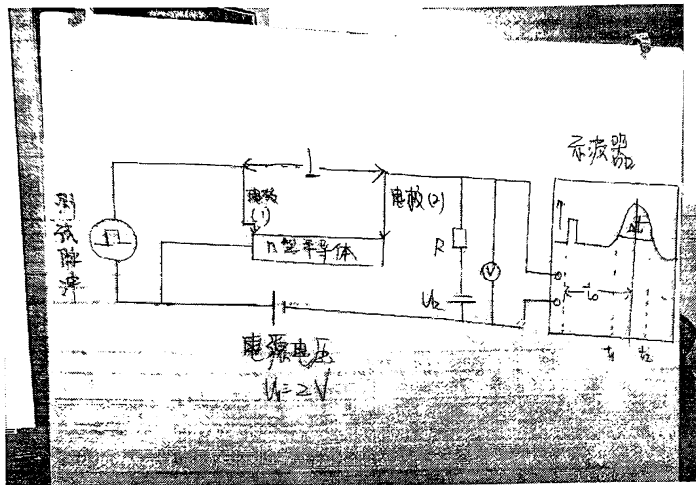 示波器
l
电极
(1)
电极(2)
脉冲
n型半导体
R
V
U2
t0
Δt
t1
t2
电源电压
U1=2V